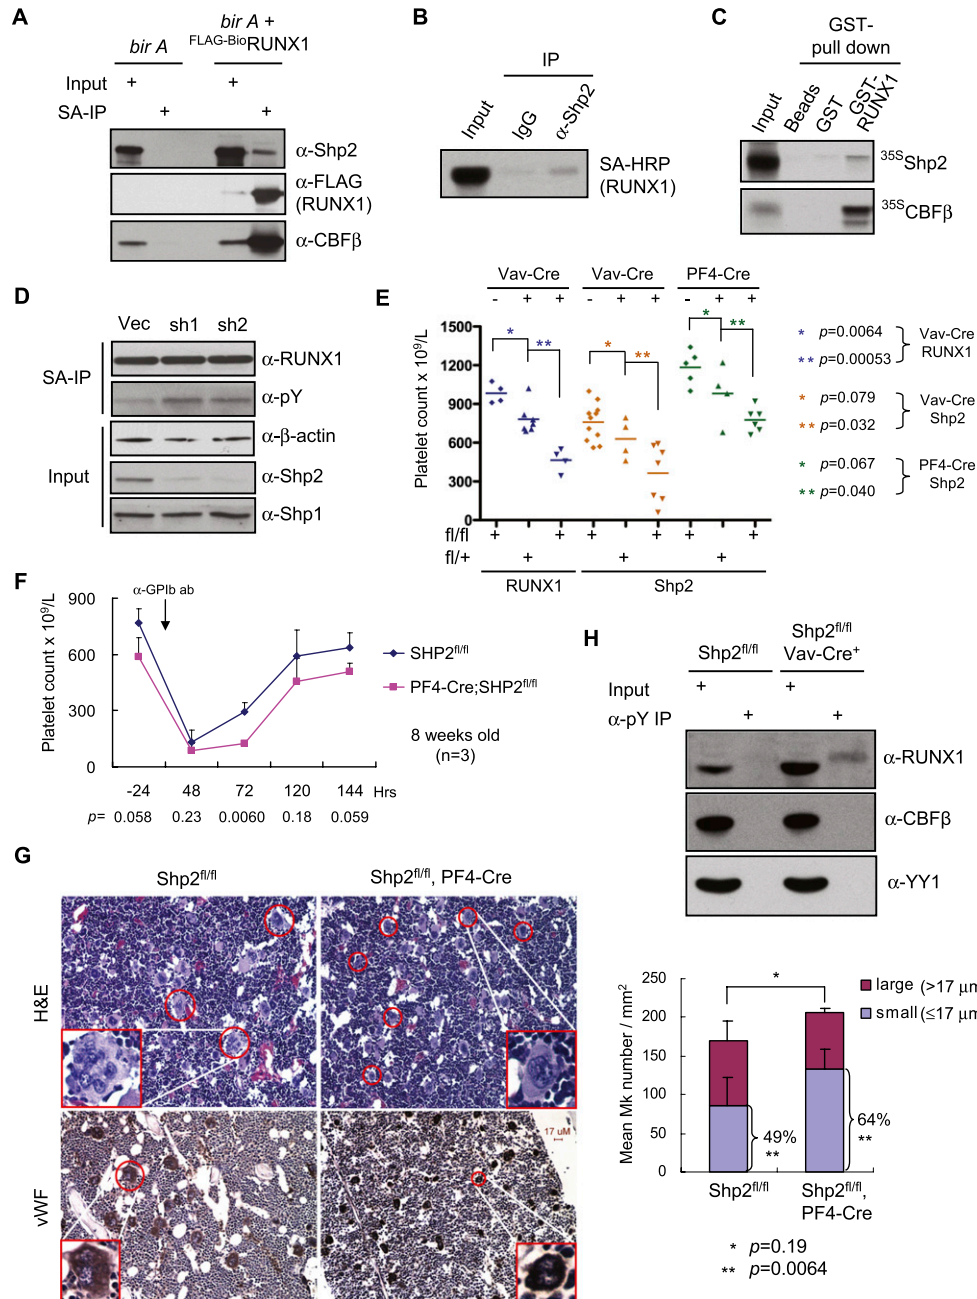 A
bir A
bir A +
FLAG-BioRUNX1
Input + +
SA-IP + +
α-Shp2
α-FLAG
(RUNX1)
α-CBFβ
B
IP
Input IgG α-Shp2
SA-HRP
(RUNX1)
C
GST-
pull down
Input Beads GST GST-RUNX1
35SShp2
35SCBFβ
D
Vec sh1 sh2
SA-IP
α-RUNX1
α-pY
Input
α-β-actin
α-Shp2
α-Shp1
E
Vav-Cre Vav-Cre PF4-Cre
- + + - + + - + +
Platelet count x 10⁹/L
1500
1200
900
600
300
0
* ** * ** * **
fl/fl + + + + + +
fl/+ + + +
RUNX1 Shp2
* p=0.0064
** p=0.00053
Vav-Cre
RUNX1
* p=0.079
** p=0.032
Vav-Cre
Shp2
* p=0.067
** p=0.040
PF4-Cre
Shp2
F
α-GPIb ab
Platelet count x 10⁹/L
900
600
300
0
-24 48 72 120 144 Hrs
p= 0.058 0.23 0.0060 0.18 0.059
SHP2fl/fl
PF4-Cre;SHP2fl/fl
8 weeks old
(n=3)
H
Shp2fl/fl
Shp2fl/fl
Vav-Cre+
Input + +
α-pY IP + +
α-RUNX1
α-CBFβ
α-YY1
G
Shp2fl/fl
Shp2fl/fl, PF4-Cre
H&E
vWF
17 uM
Mean Mk number / mm²
250
200
150
100
50
0
*
large (>17 μm
small (≤17 μm
49%
**
64%
**
Shp2fl/fl
Shp2fl/fl,
PF4-Cre
* p=0.19
** p=0.0064